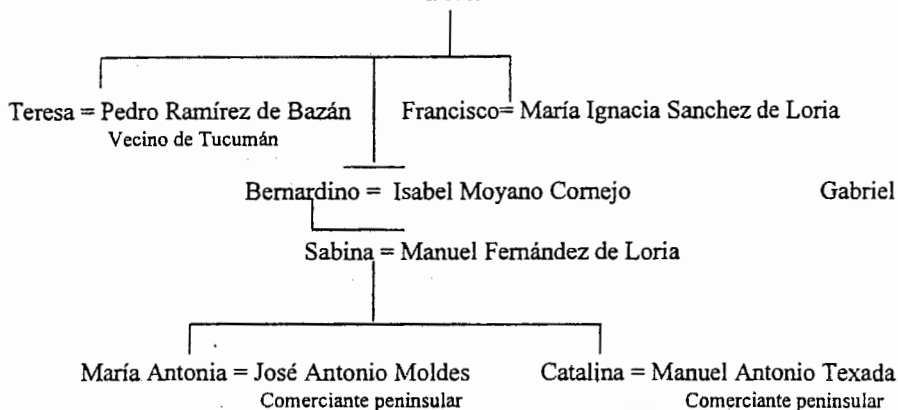 Teresa = Pedro Ramírez de Bazán Francisco= María Ignacia Sanchez de Loria
Vecino de Tucumán
Bernardino = Isabel Moyano Cornejo Gabriel
Sabina = Manuel Fernández de Loria
María Antonia = José Antonio Moldes Catalina = Manuel Antonio Texada
Comerciante peninsular Comerciante peninsular